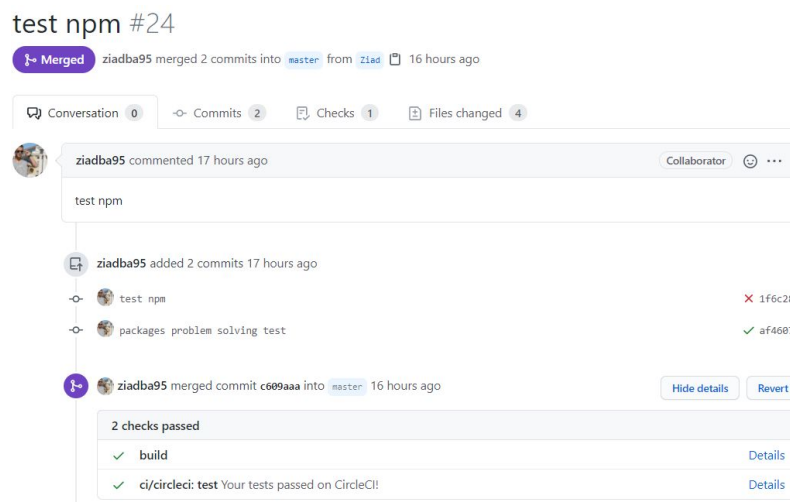 test npm #24
Merged ziadba95 merged 2 commits into master from Ziad 16 hours ago
Conversation 0 Commits 2 Checks 1 Files changed 4
ziadba95 commented 17 hours ago Collaborator
test npm
ziadba95 added 2 commits 17 hours ago
test npm 1f6c28
packages problem solving test af4607
ziadba95 merged commit c609aaa into master 16 hours ago Hide details Revert
2 checks passed
build Details
ci/circleci: test Your tests passed on CircleCI! Details